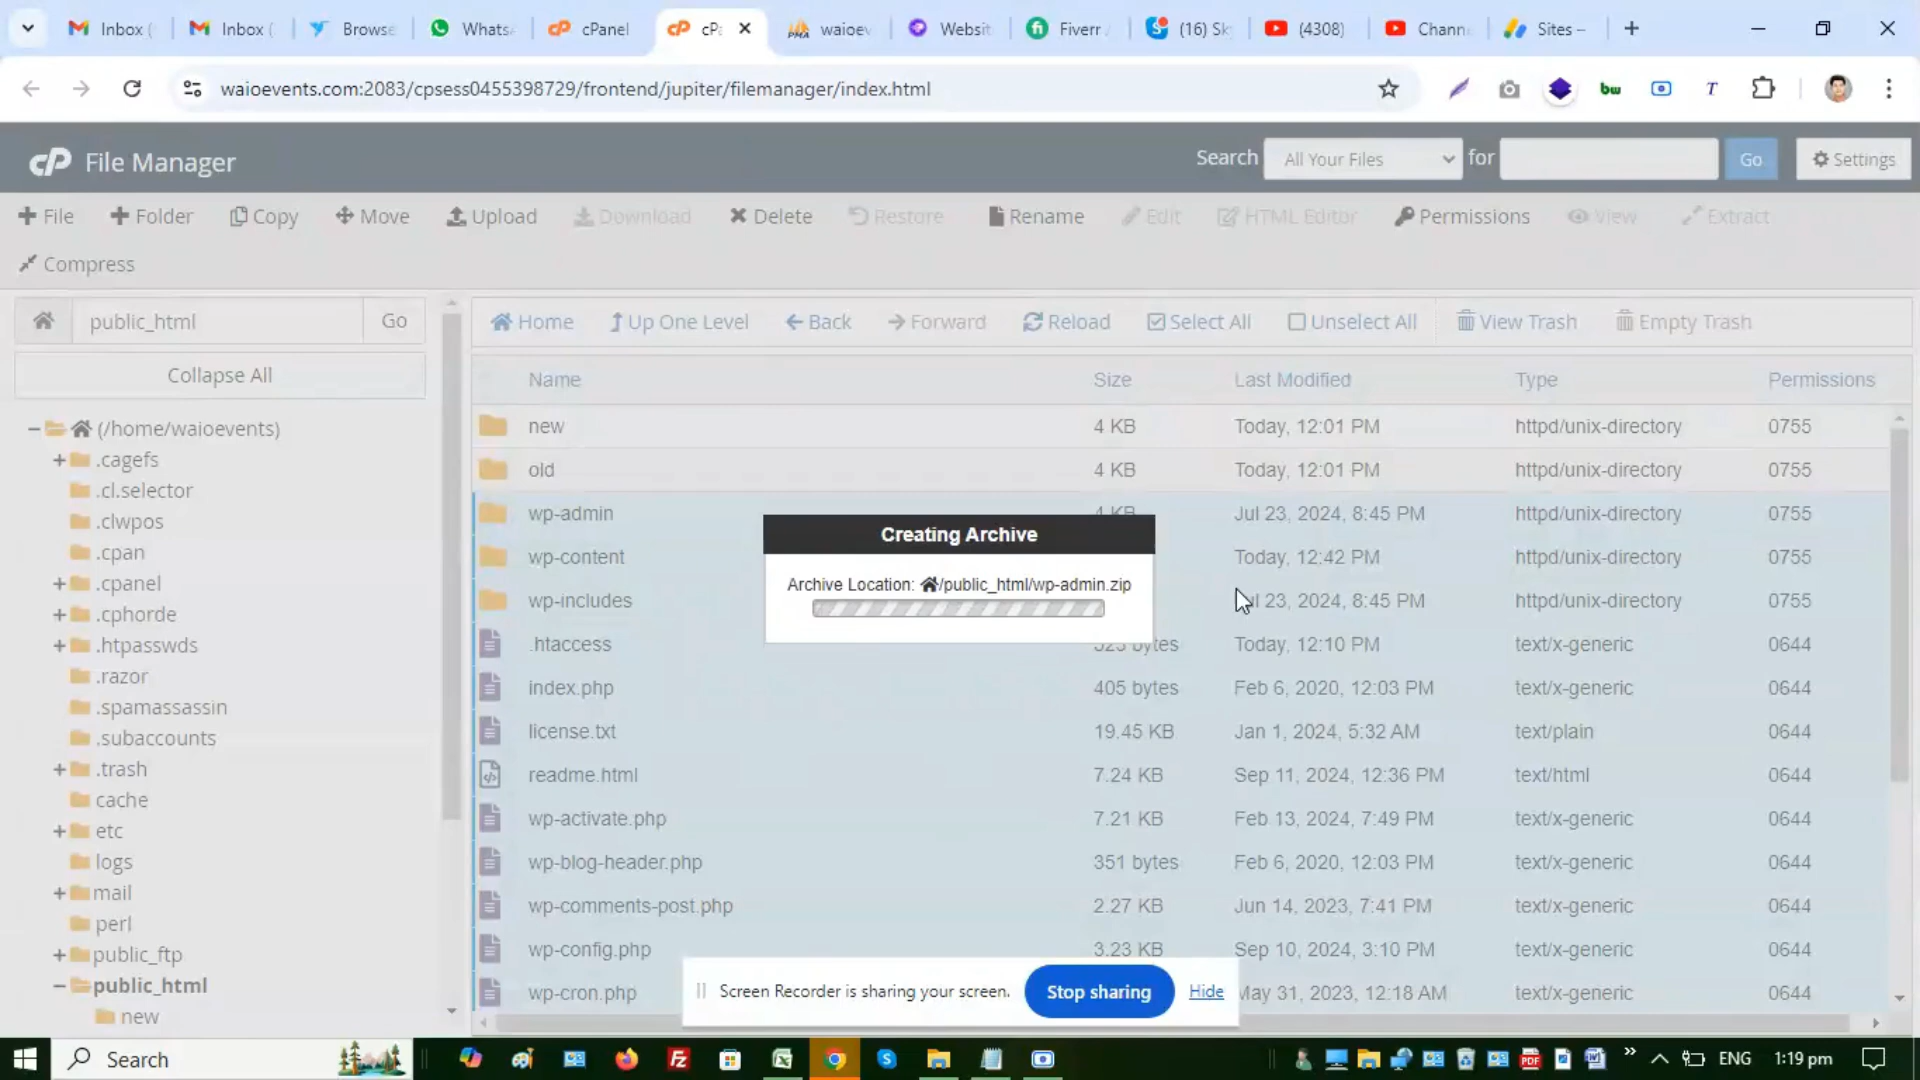 Inbox (
Inbox (
Browse
Whats
cPanel
cPa
waioev
Websit
Fiverr
(16) Sk
(4308)
Chann
Sites –
waioevents.com:2083/cpsess0455398729/frontend/jupiter/filemanager/index.html
bw
T
cP File Manager
Search All Your Files for Go Settings
File Folder Copy Move Upload Download Delete Restore Rename Edit HTML Editor Permissions View Extract
Compress
public_html Go
Home Up One Level Back Forward Reload Select All Unselect All View Trash Empty Trash
Collapse All
(/home/waioevents)
.cagefs
.cl.selector
.clwpos
.cpan
.cpanel
.cphorde
.htpasswds
.razor
.spamassassin
.subaccounts
.trash
cache
etc
logs
mail
perl
public_ftp
public_html
new
Name Size Last Modified Type Permissions
new 4 KB Today, 12:01 PM httpd/unix-directory 0755
old 4 KB Today, 12:01 PM httpd/unix-directory 0755
wp-admin 4 KB Jul 23, 2024, 8:45 PM httpd/unix-directory 0755
wp-content Today, 12:42 PM httpd/unix-directory 0755
wp-includes Jul 23, 2024, 8:45 PM httpd/unix-directory 0755
.htaccess 523 bytes Today, 12:10 PM text/x-generic 0644
index.php 405 bytes Feb 6, 2020, 12:03 PM text/x-generic 0644
license.txt 19.45 KB Jan 1, 2024, 5:32 AM text/plain 0644
readme.html 7.24 KB Sep 11, 2024, 12:36 PM text/html 0644
wp-activate.php 7.21 KB Feb 13, 2024, 7:49 PM text/x-generic 0644
wp-blog-header.php 351 bytes Feb 6, 2020, 12:03 PM text/x-generic 0644
wp-comments-post.php 2.27 KB Jun 14, 2023, 7:41 PM text/x-generic 0644
wp-config.php 3.23 KB Sep 10, 2024, 3:10 PM text/x-generic 0644
wp-cron.php May 31, 2023, 12:18 AM text/x-generic 0644
Creating Archive
Archive Location: /public_html/wp-admin.zip
Screen Recorder is sharing your screen. Stop sharing Hide
Search
ENG 1:19 pm